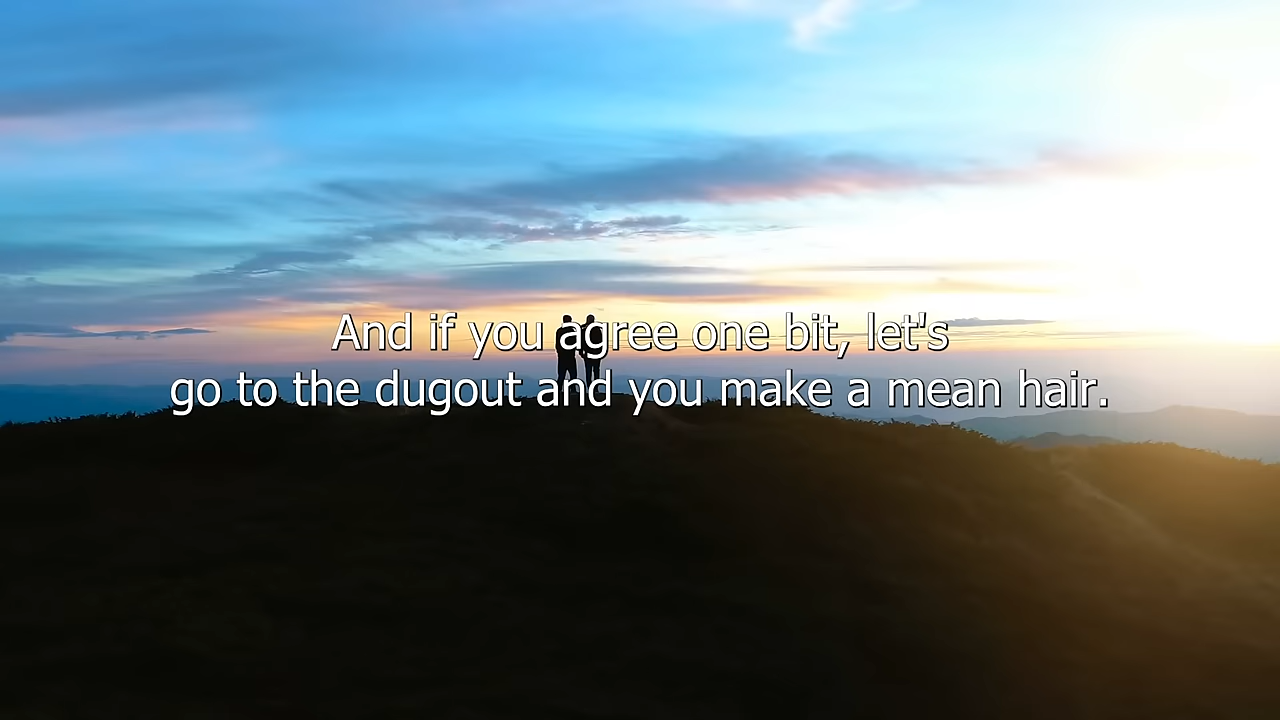 And if you agree one bit, let's
go to the dugout and you make a mean hair.